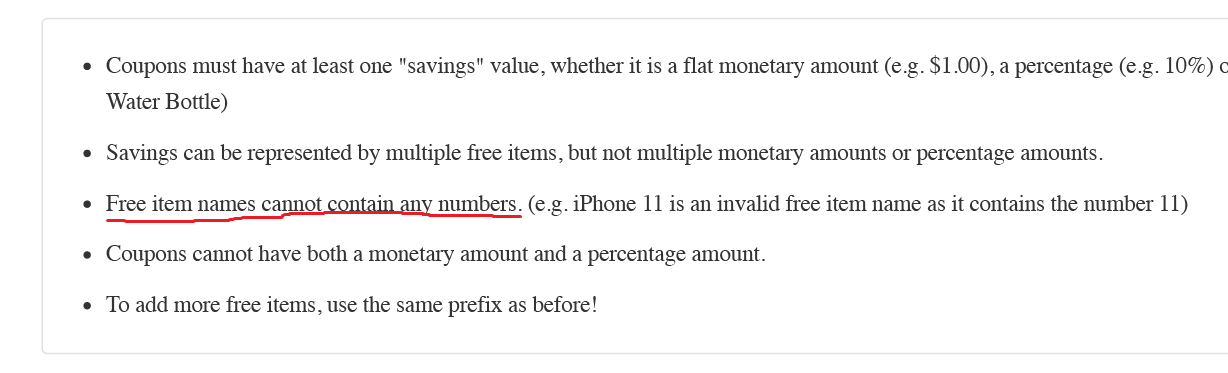 • Coupons must have at least one "savings" value, whether it is a flat monetary amount (e.g. $1.00), a percentage (e.g. 10%)
Water Bottle)
• Savings can be represented by multiple free items, but not multiple monetary amounts or percentage amounts.
• Free item names cannot contain any numbers. (e.g. iPhone 11 is an invalid free item name as it contains the number 11)
• Coupons cannot have both a monetary amount and a percentage amount.
• To add more free items, use the same prefix as before!